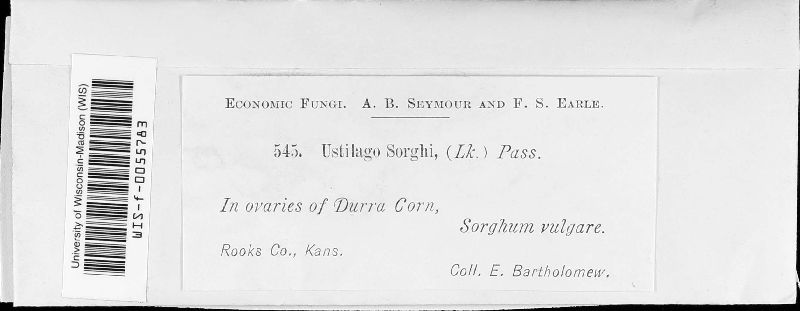 University of Wisconsin-Madison (WIS)
WIS-f-0055783
ECONOMIC FUNGI. A. B. SEYMOUR AND F. S. EARLE.
545. Ustilago Sorghi, (Lk.) Pass.
In ovaries of Durra Corn,
Sorghum vulgare.
Rooks Co., Kans.
Coll. E. Bartholomew.